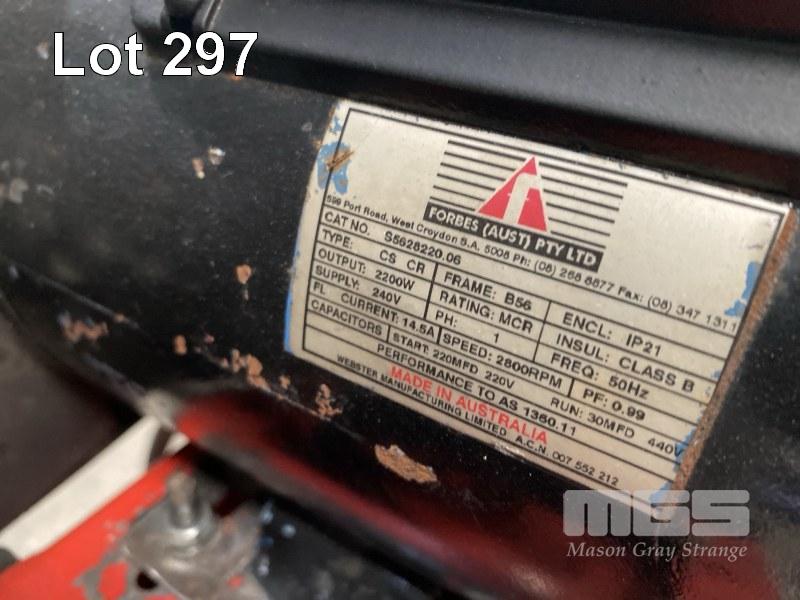 Lot 297
f
FORBES (AUST) PTY LTD
599 Port Road, West Croydon S.A. 5008 Ph: (08) 268 8877 Fax: (08) 347 1311
CAT NO. S5628220.06
TYPE: CS CR FRAME: B56 ENCL: IP21
OUTPUT: 2200W RATING: MCR INSUL: CLASS B
SUPPLY: 240V PH: 1 FREQ: 50Hz
FL CURRENT: 14.5A SPEED: 2800RPM PF: 0.99
CAPACITORS START: 220MFD 220V RUN: 30MFD 440V
PERFORMANCE TO AS 1360.11
MADE IN AUSTRALIA
WEBSTER MANUFACTURING LIMITED A.C.N. 007 552 212
MGS
Mason Gray Strange